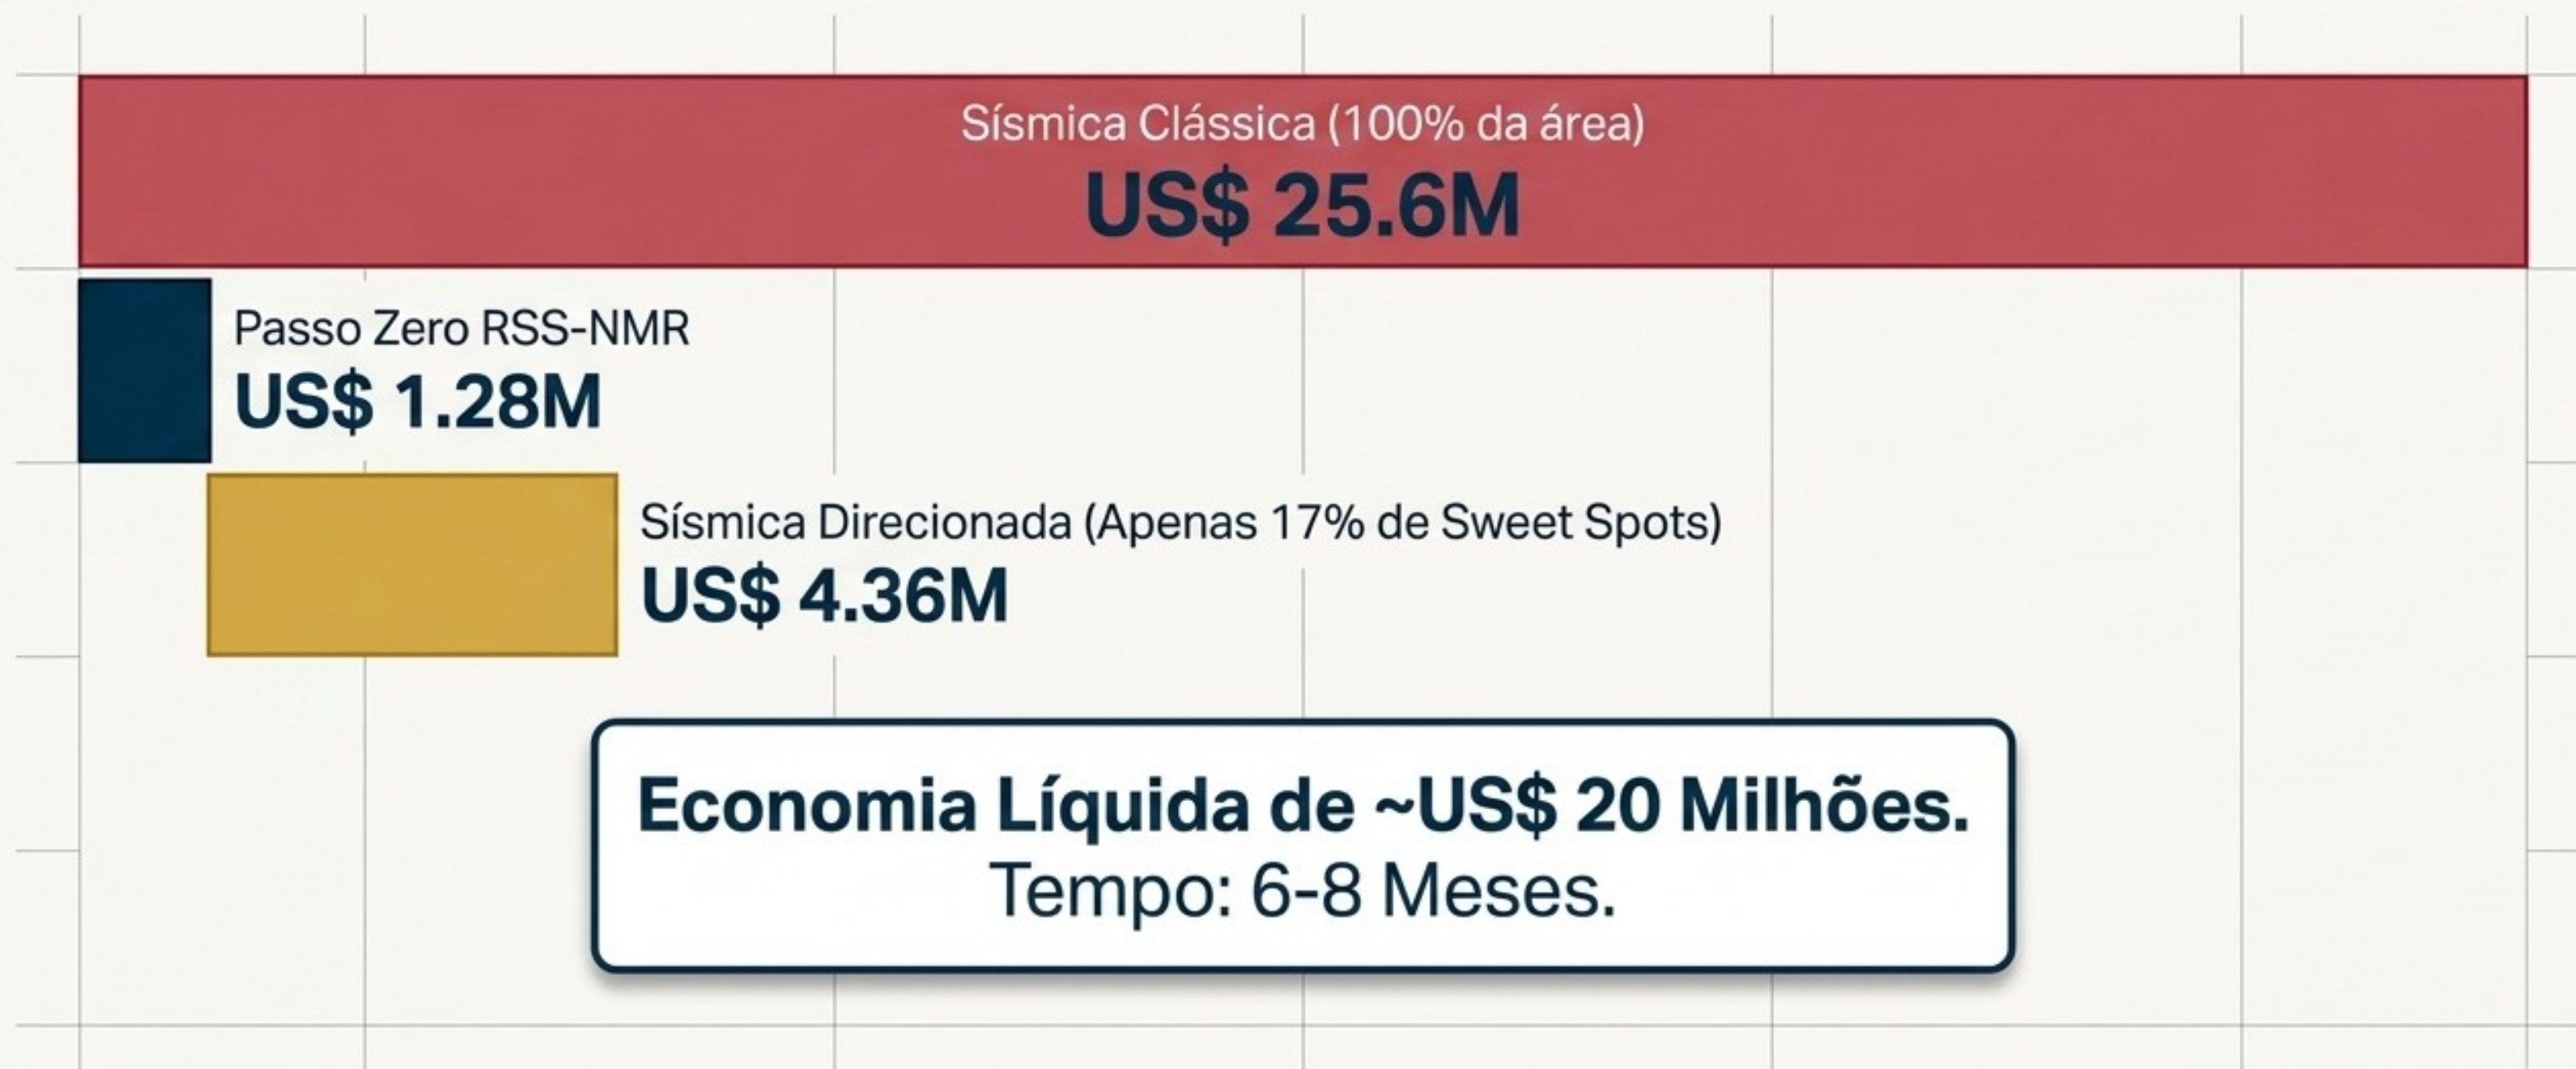 Sísmica Clássica (100% da área)
US$ 25.6M
Passo Zero RSS-NMR
US$ 1.28M
Sísmica Direcionada (Apenas 17% de Sweet Spots)
US$ 4.36M
Economia Líquida de ~US$ 20 Milhões.
Tempo: 6-8 Meses.